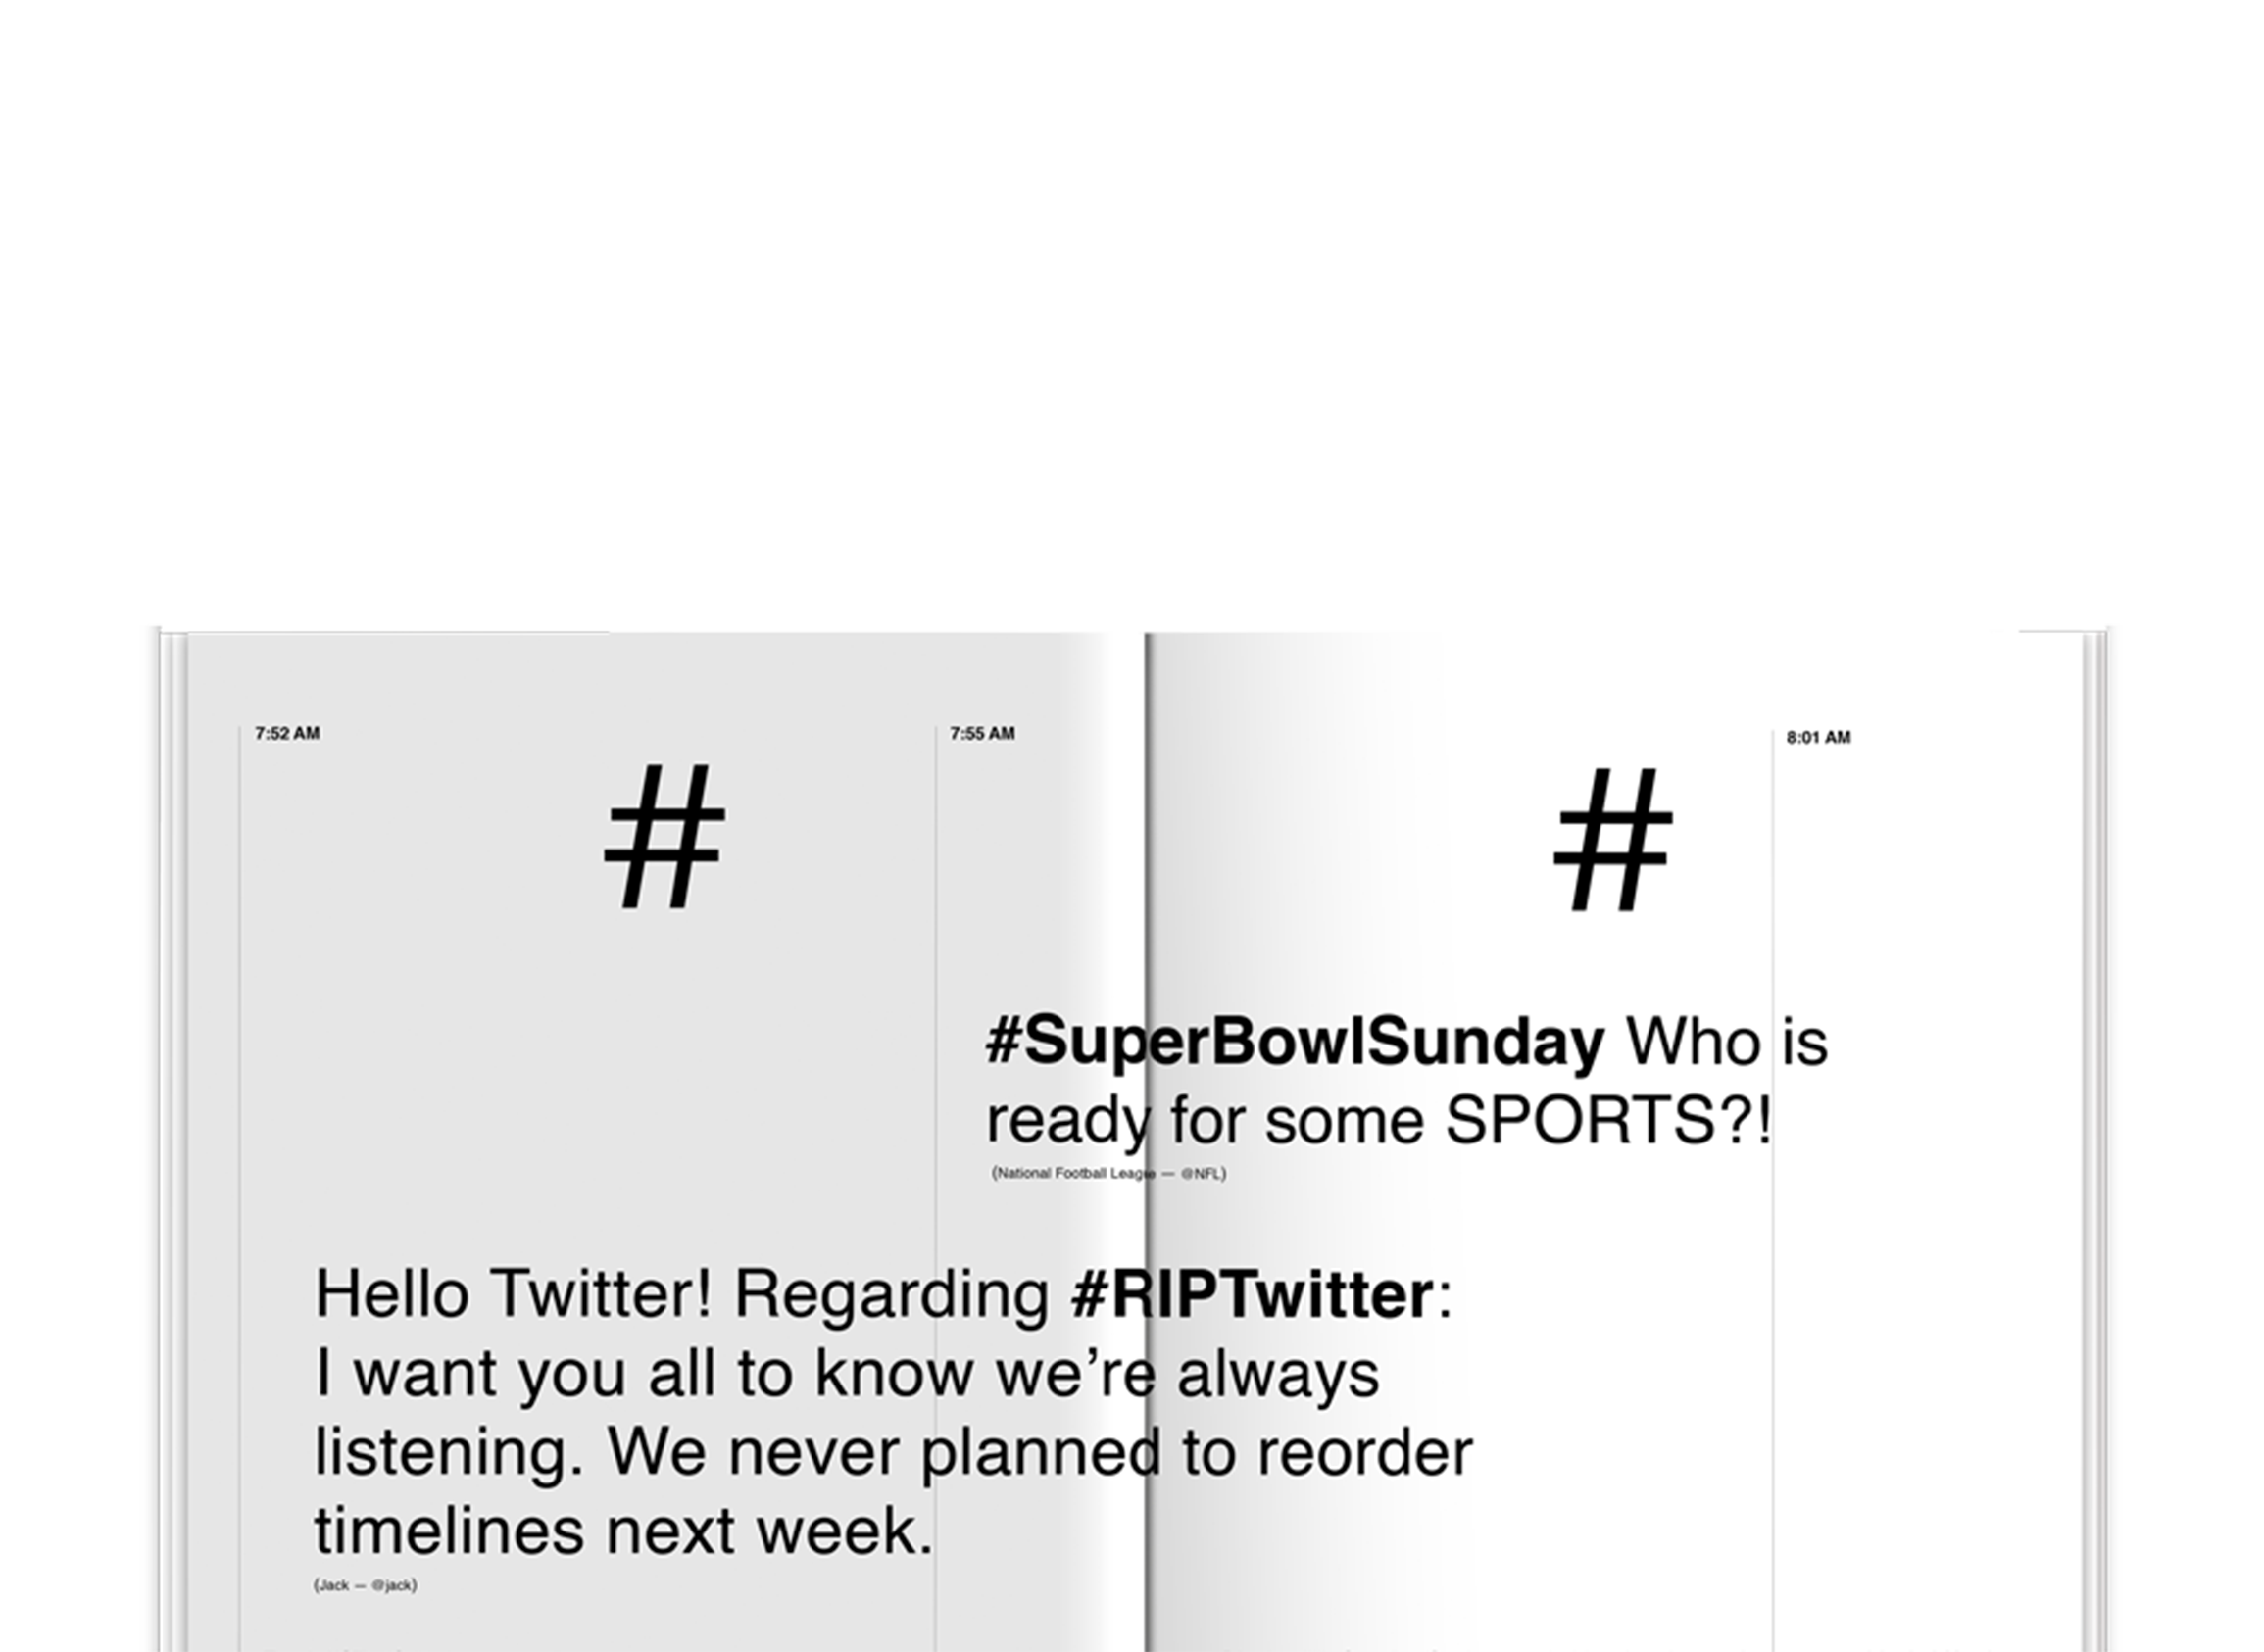 7:52 AM
7:55 AM
8:01 AM
#
#
#SuperBowlSunday Who is
ready for some SPORTS?!
(National Football League — @NFL)
Hello Twitter! Regarding #RIPTwitter:
I want you all to know we’re always
listening. We never planned to reorder
timelines next week.
(Jack — @jack)